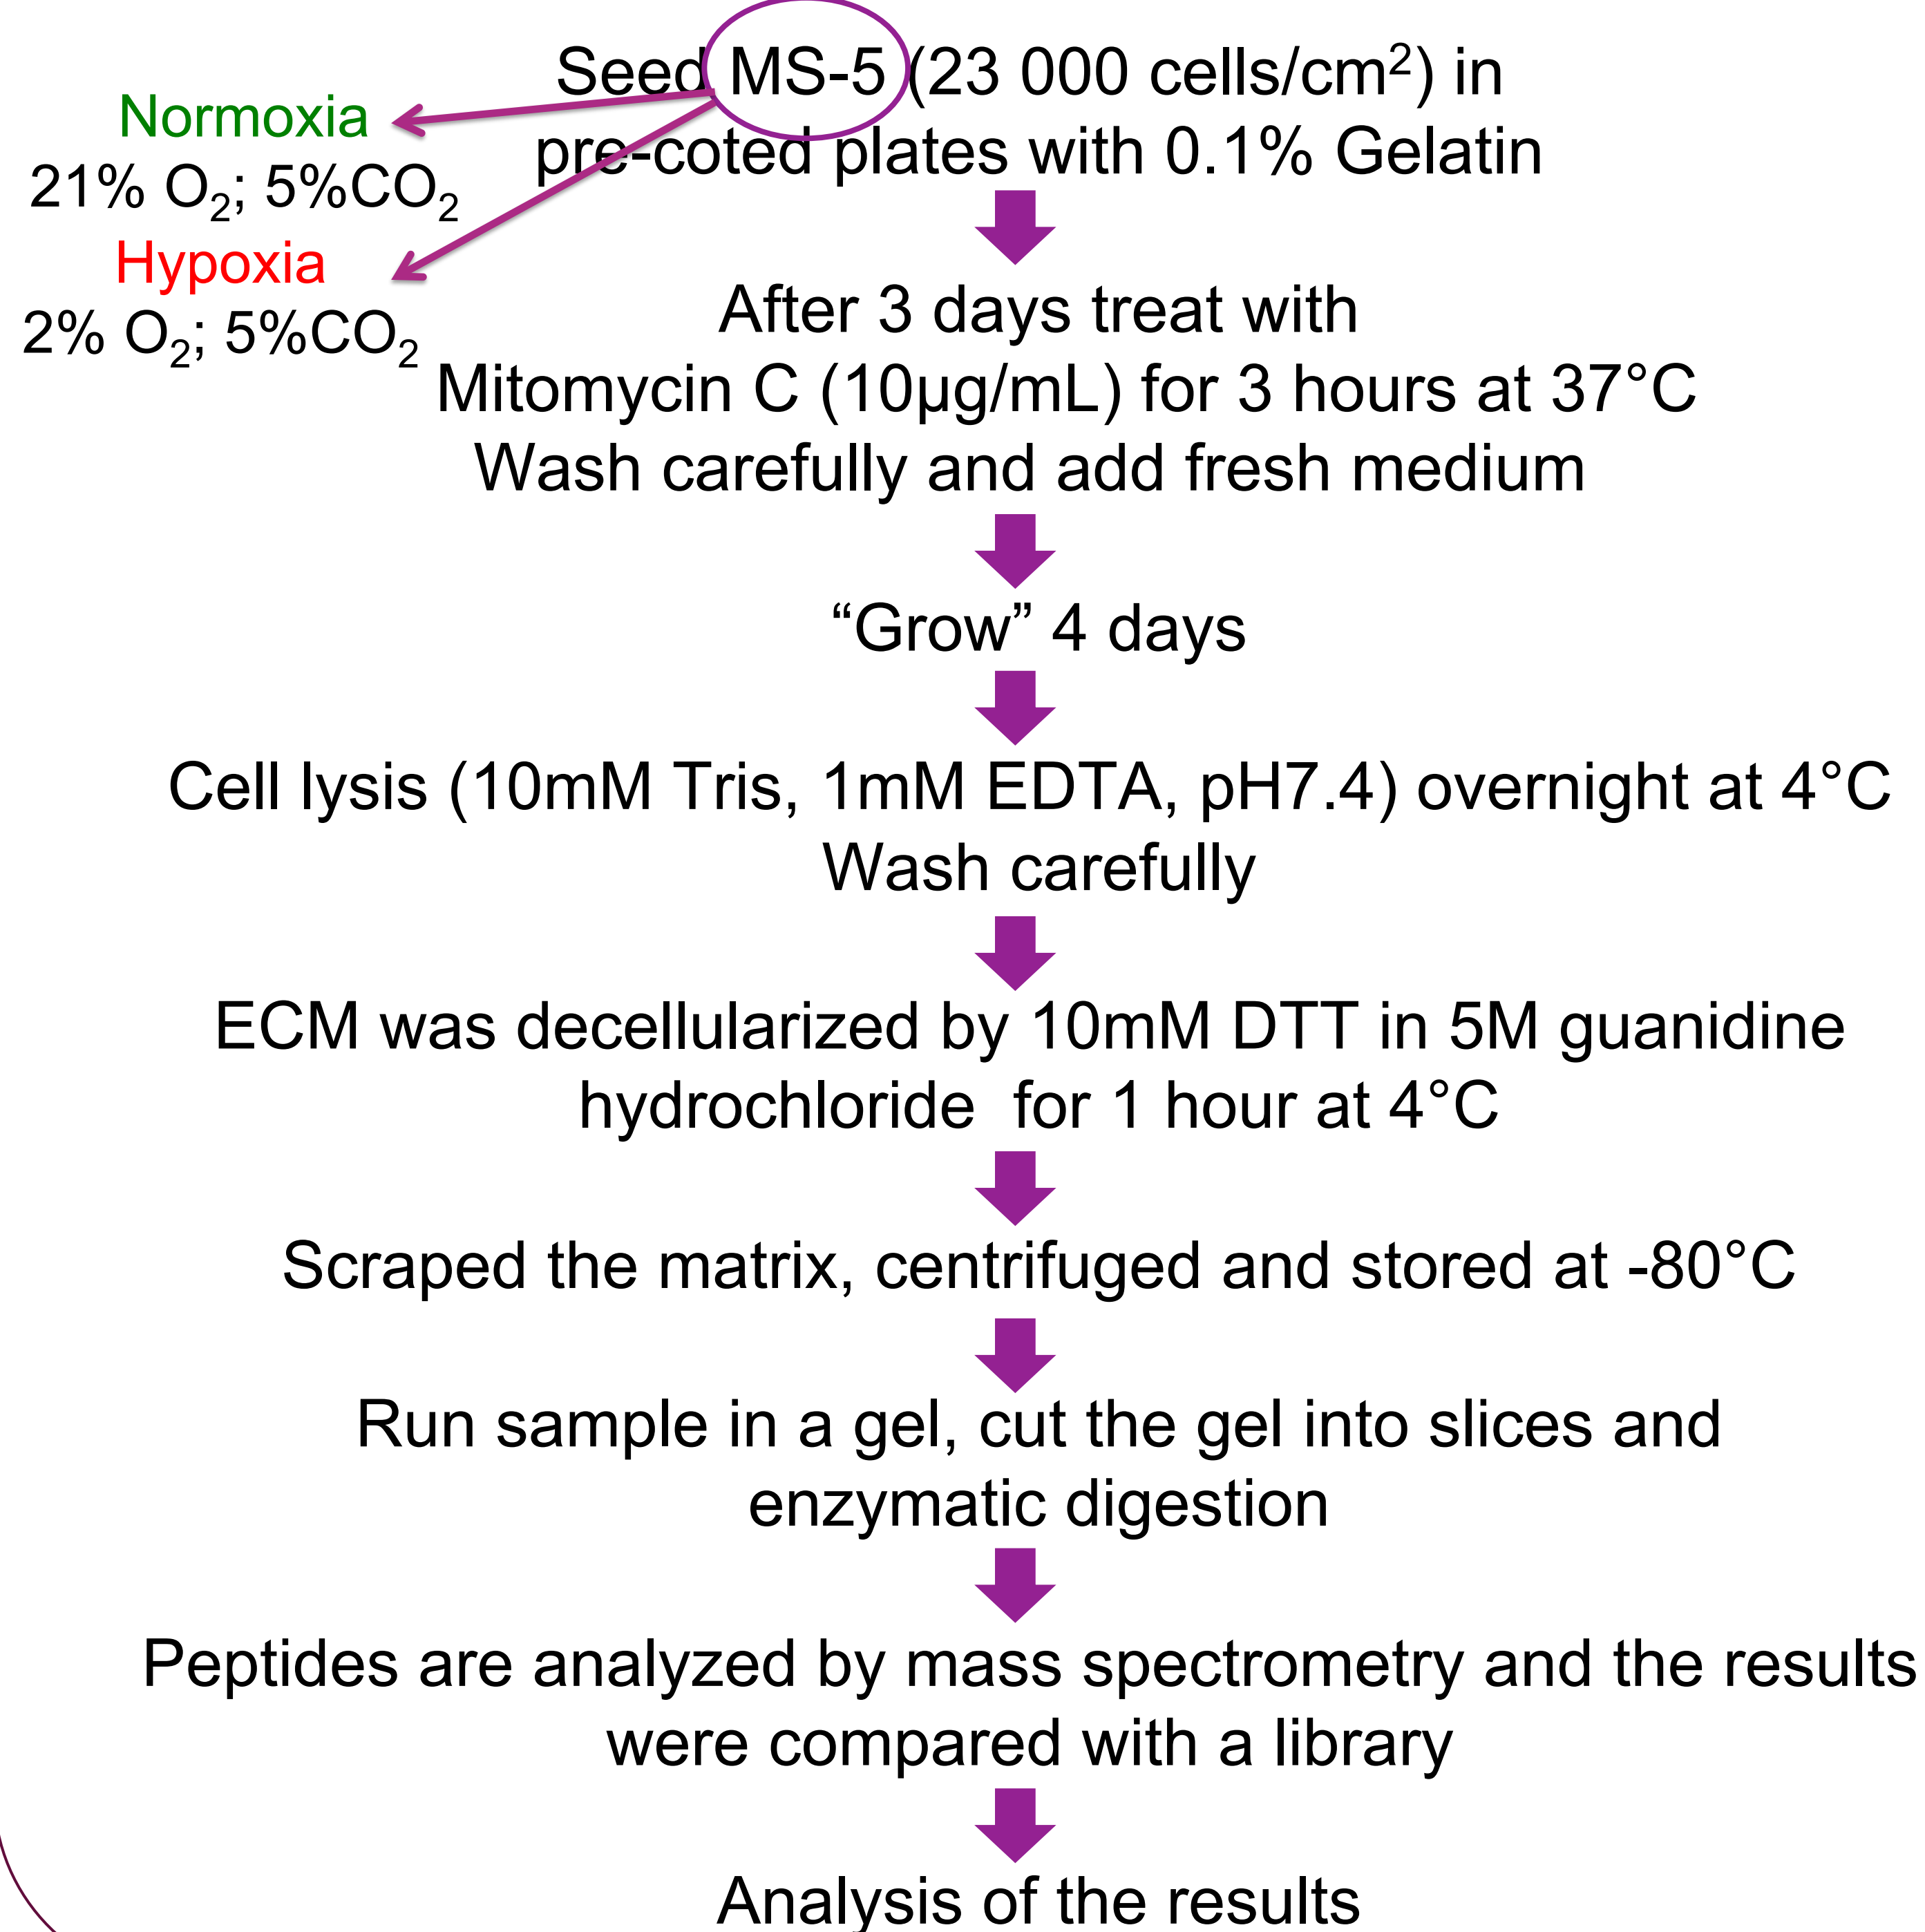 Seed MS-5 (23 000 cells/cm²) in
pre-coted plates with 0.1% Gelatin
Normoxia
21% O₂; 5%CO₂
Hypoxia
2% O₂; 5%CO₂
After 3 days treat with
Mitomycin C (10µg/mL) for 3 hours at 37°C
Wash carefully and add fresh medium
“Grow” 4 days
Cell lysis (10mM Tris, 1mM EDTA, pH7.4) overnight at 4°C
Wash carefully
ECM was decellularized by 10mM DTT in 5M guanidine
hydrochloride for 1 hour at 4°C
Scraped the matrix, centrifuged and stored at -80°C
Run sample in a gel, cut the gel into slices and
enzymatic digestion
Peptides are analyzed by mass spectrometry and the results
were compared with a library
Analysis of the results